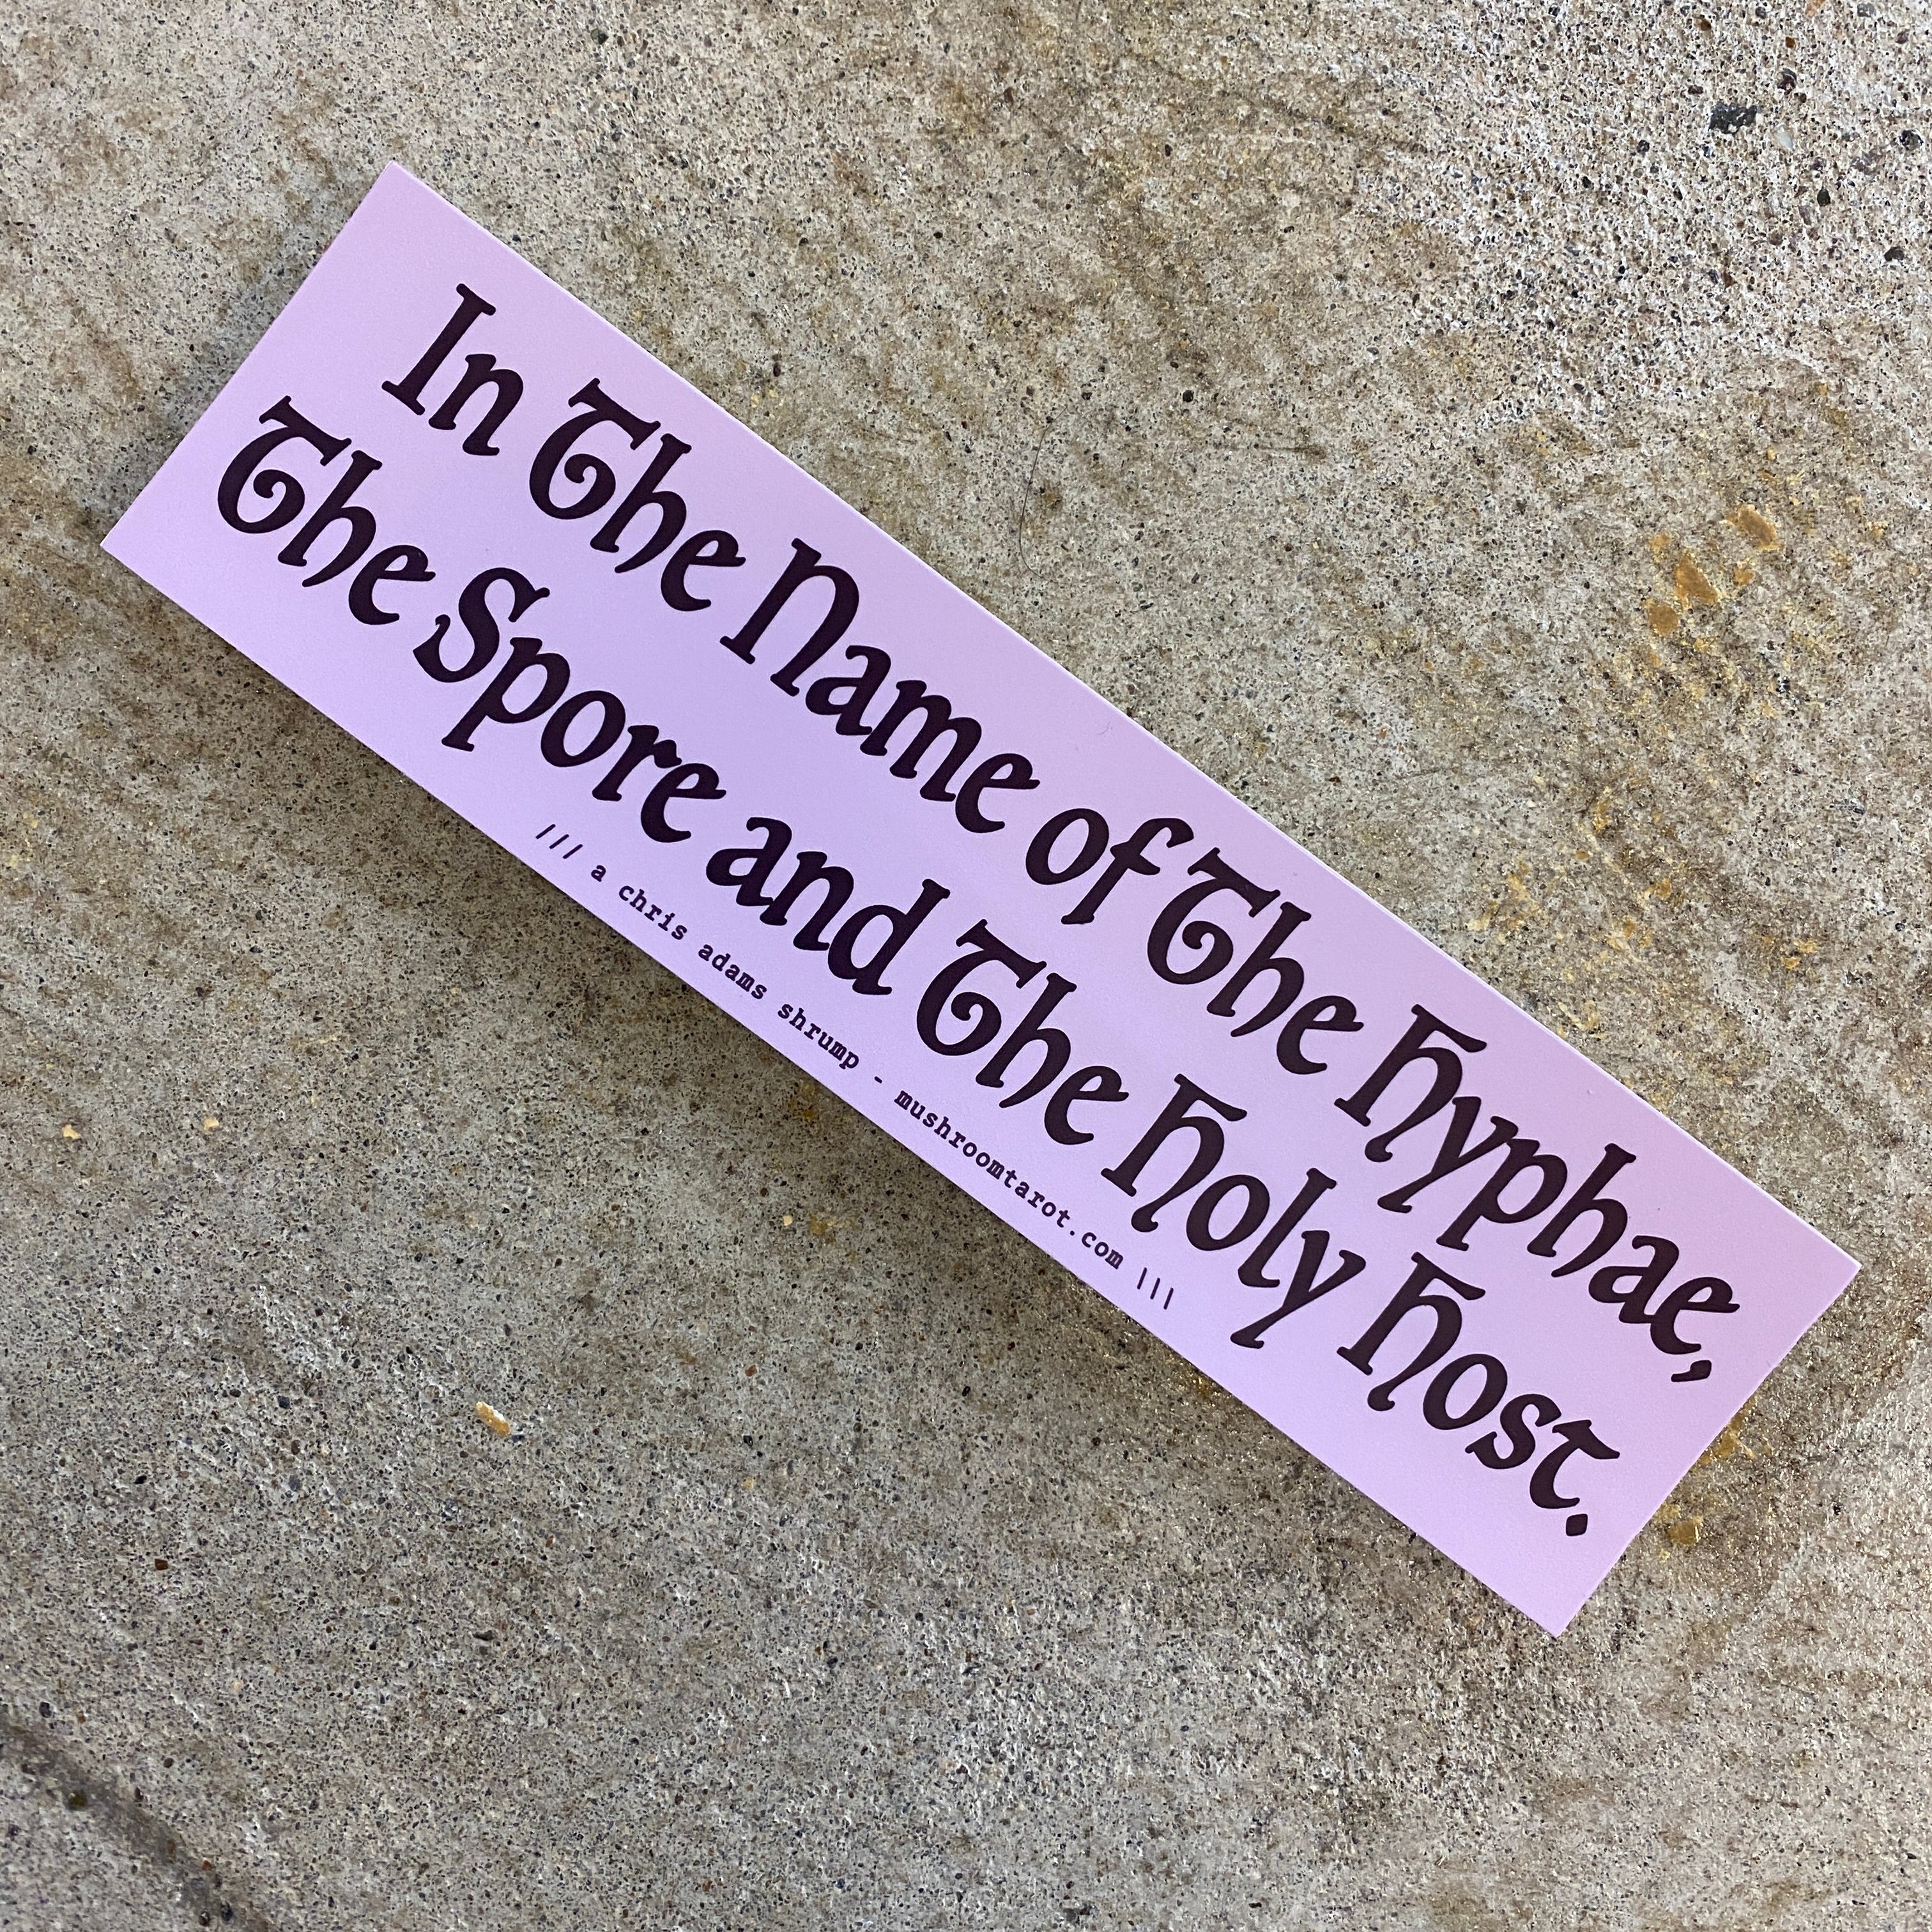 In The Name of The Hyphae,
The Spore and The Holy Host.
/// a chris adams shrump - mushroomtarot.com \\\